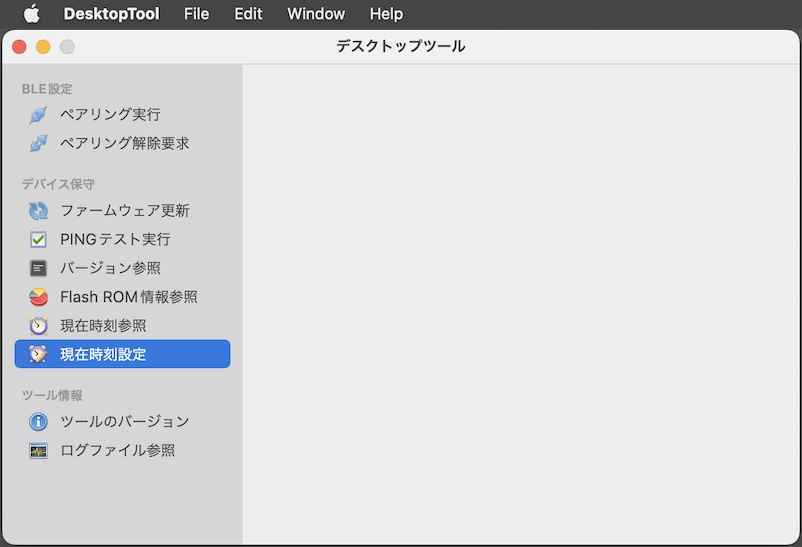 DesktopTool File Edit Window Help
デスクトップツール
BLE設定
ペアリング実行
ペアリング解除要求
デバイス保守
ファームウェア更新
PINGテスト実行
バージョン参照
Flash ROM情報参照
現在時刻参照
現在時刻設定
ツール情報
ツールのバージョン
ログファイル参照